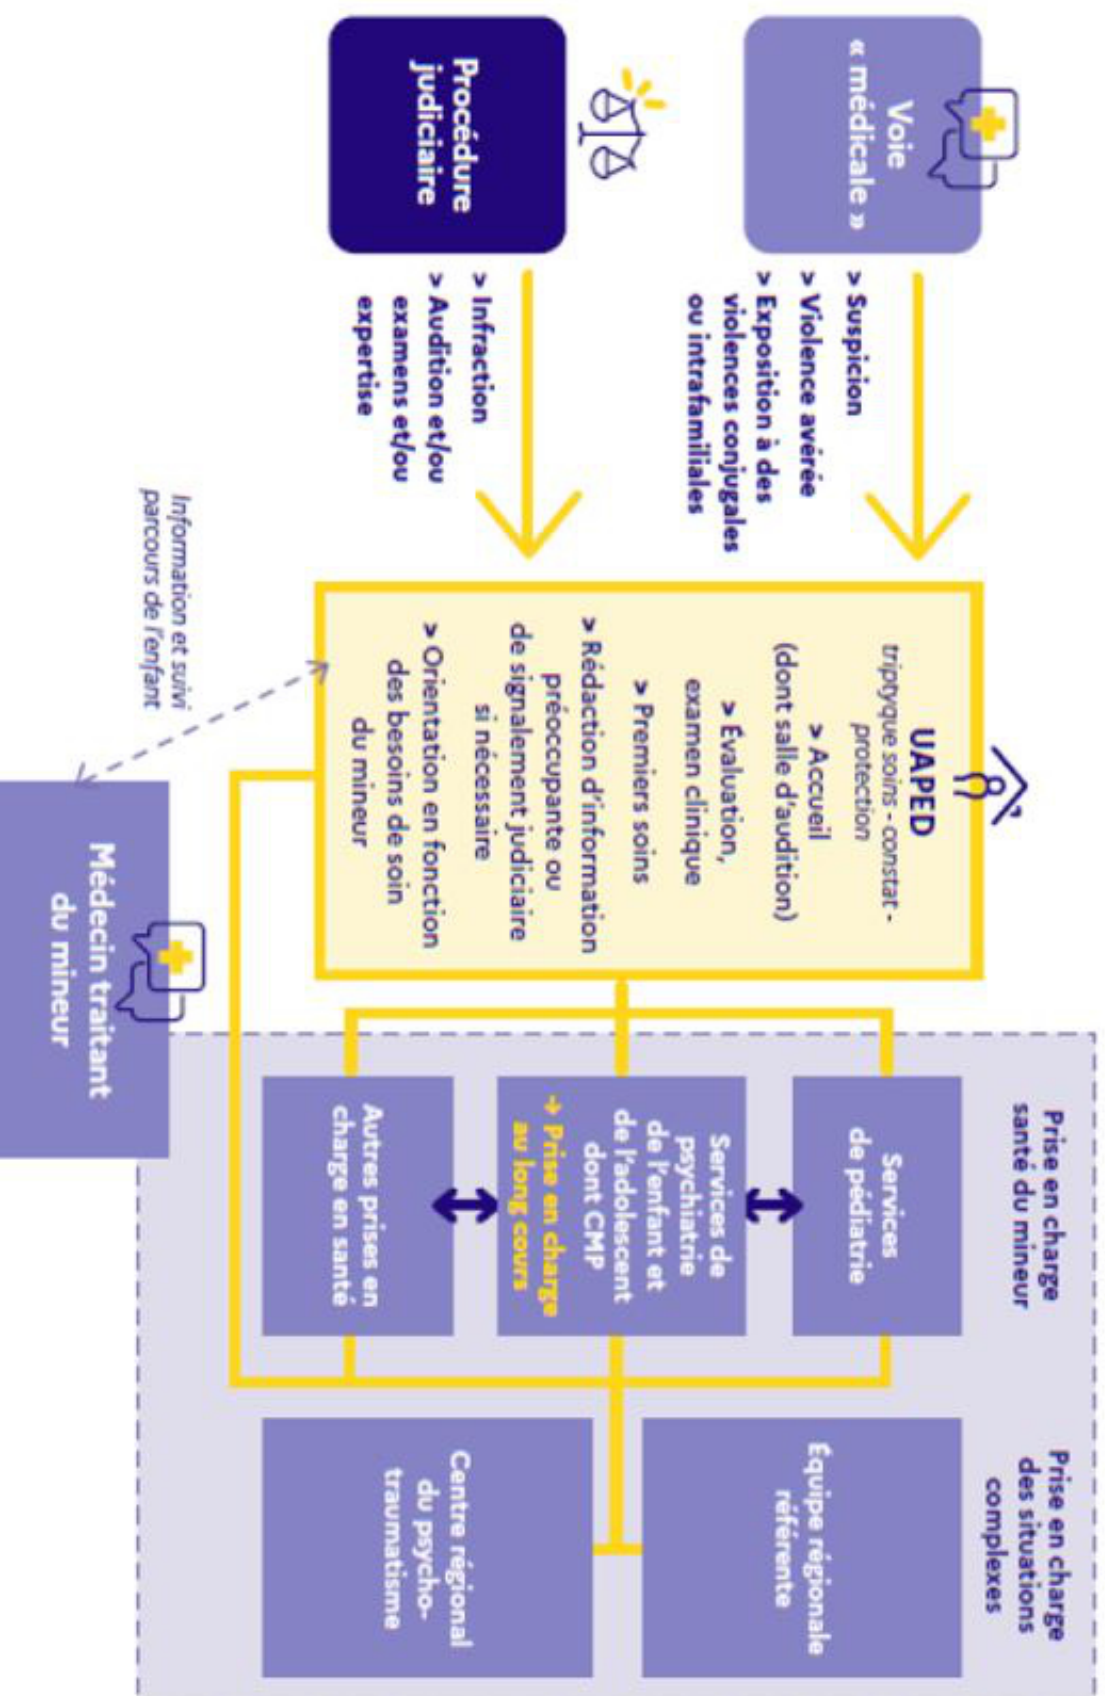 Voie
« médicale »
> Suspicion
> Violence avérée
> Exposition à des
violences conjugales
ou intrafamiliales
Procédure
judiciaire
> Infraction
> Audition et/ou
examens et/ou
expertise
UAPED
triptyque soins - constat -
protection
> Accueil
(dont salle d'audition)
> Évaluation,
examen clinique
> Premiers soins
> Rédaction d'information
préoccupante ou
de signalement judiciaire
si nécessaire
> Orientation en fonction
des besoins de soin
du mineur
Information et suivi
parcours de l'enfant
Médecin traitant
du mineur
Prise en charge
santé du mineur
Services
de pédiatrie
Services de
psychiatrie
de l'enfant et
de l'adolescent
dont CMP
→ Prise en charge
au long cours
Autres prises en
charge en santé
Prise en charge
des situations
complexes
Équipe régionale
référente
Centre régional
du psycho-
traumatisme